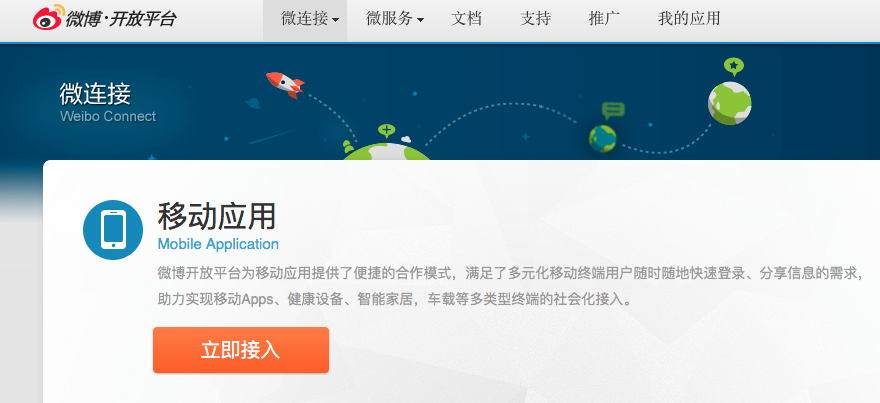 微博·开放平台 微连接 微服务 文档 支持 推广 我的应用
微连接
Weibo Connect
移动应用
Mobile Application
微博开放平台为移动应用提供了便捷的合作模式，满足了多元化移动终端用户随时随地快速登录、分享信息的需求，
助力实现移动Apps、健康设备、智能家居，车载等多类型终端的社会化接入。
立即接入